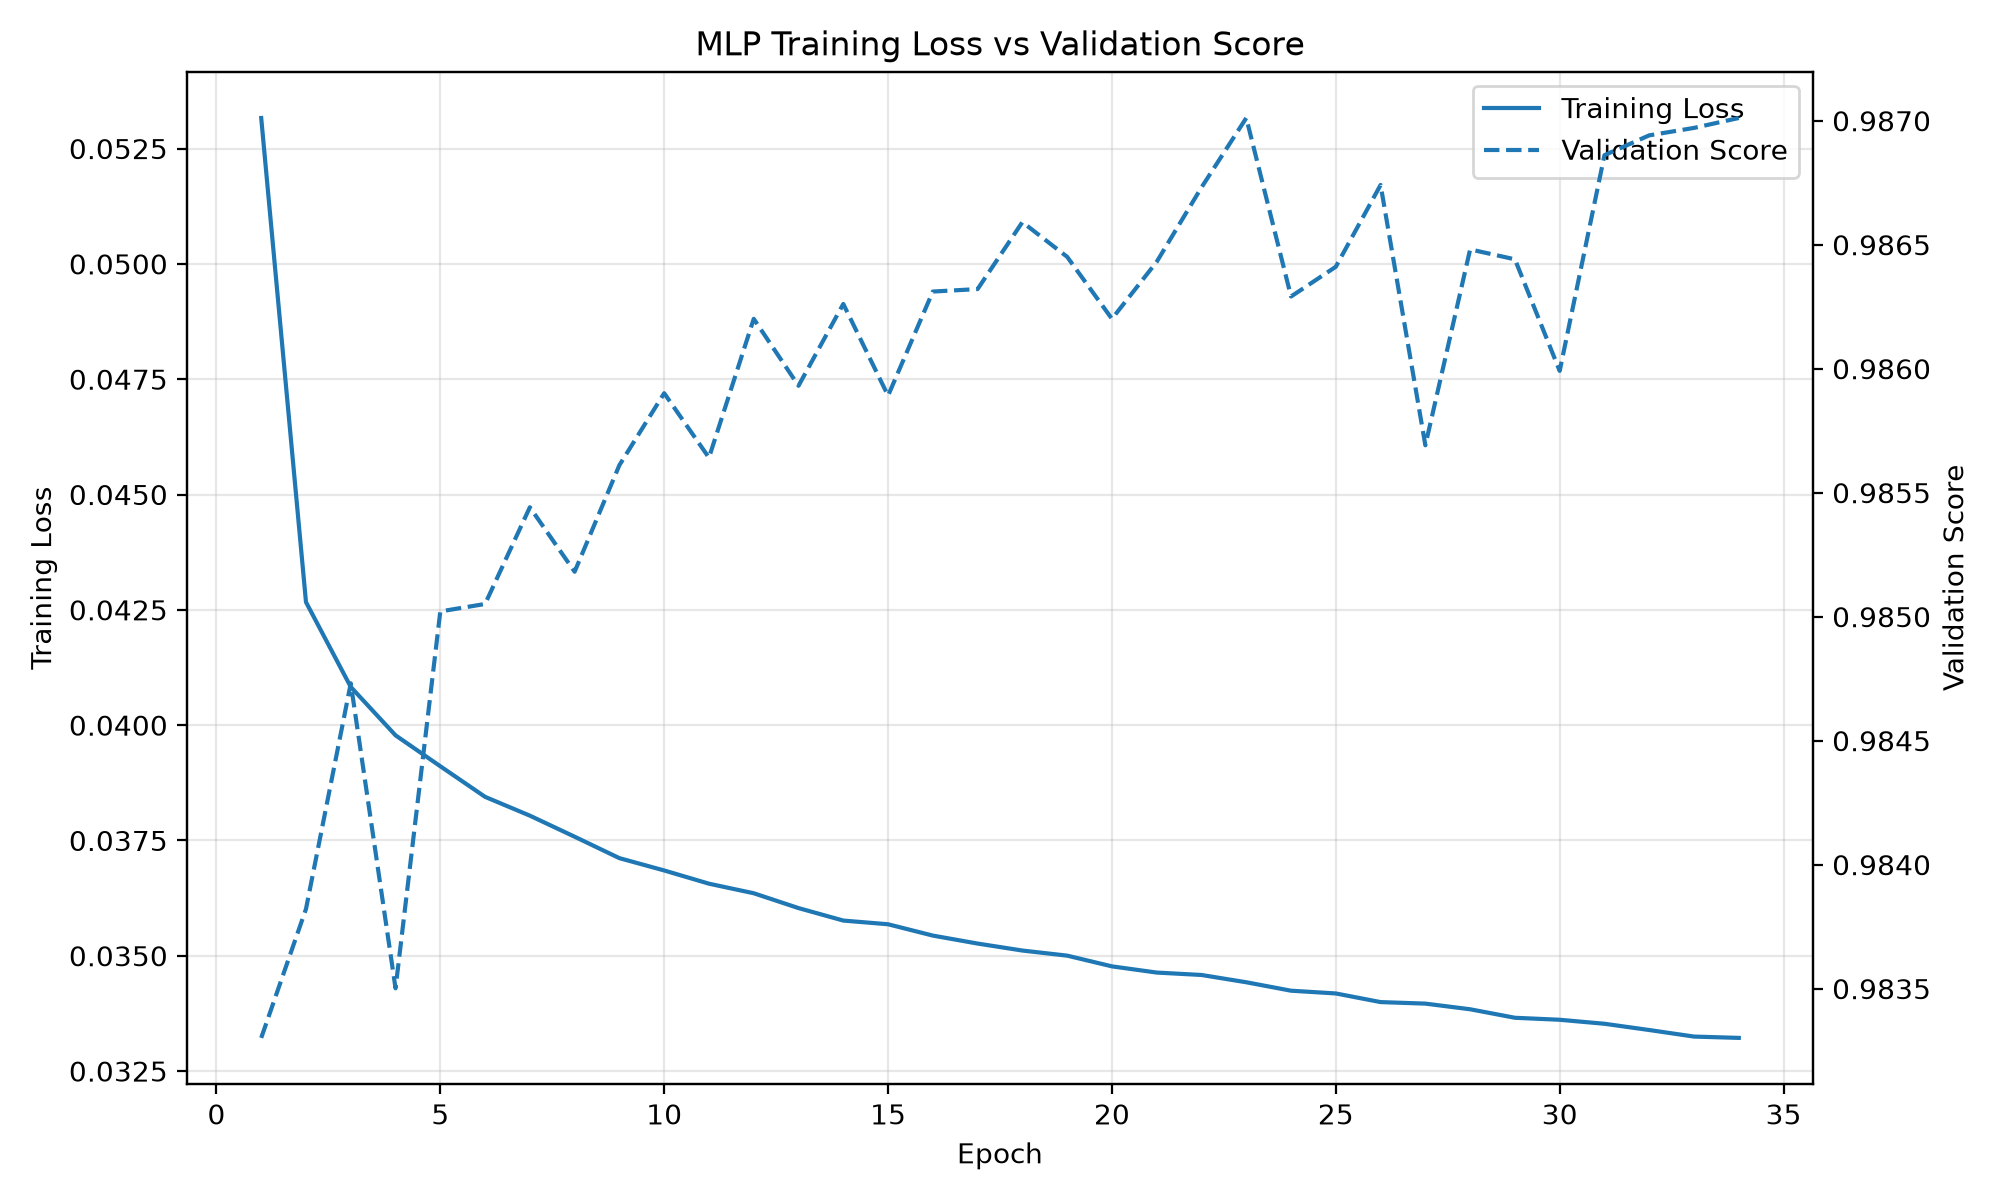 MLP Training Loss vs Validation Score
Training Loss
Validation Score
0.0525
0.0500
0.0475
0.0450
0.0425
0.0400
0.0375
0.0350
0.0325
Training Loss
0.9870
0.9865
0.9860
0.9855
0.9850
0.9845
0.9840
0.9835
Validation Score
0 5 10 15 20 25 30 35
Epoch